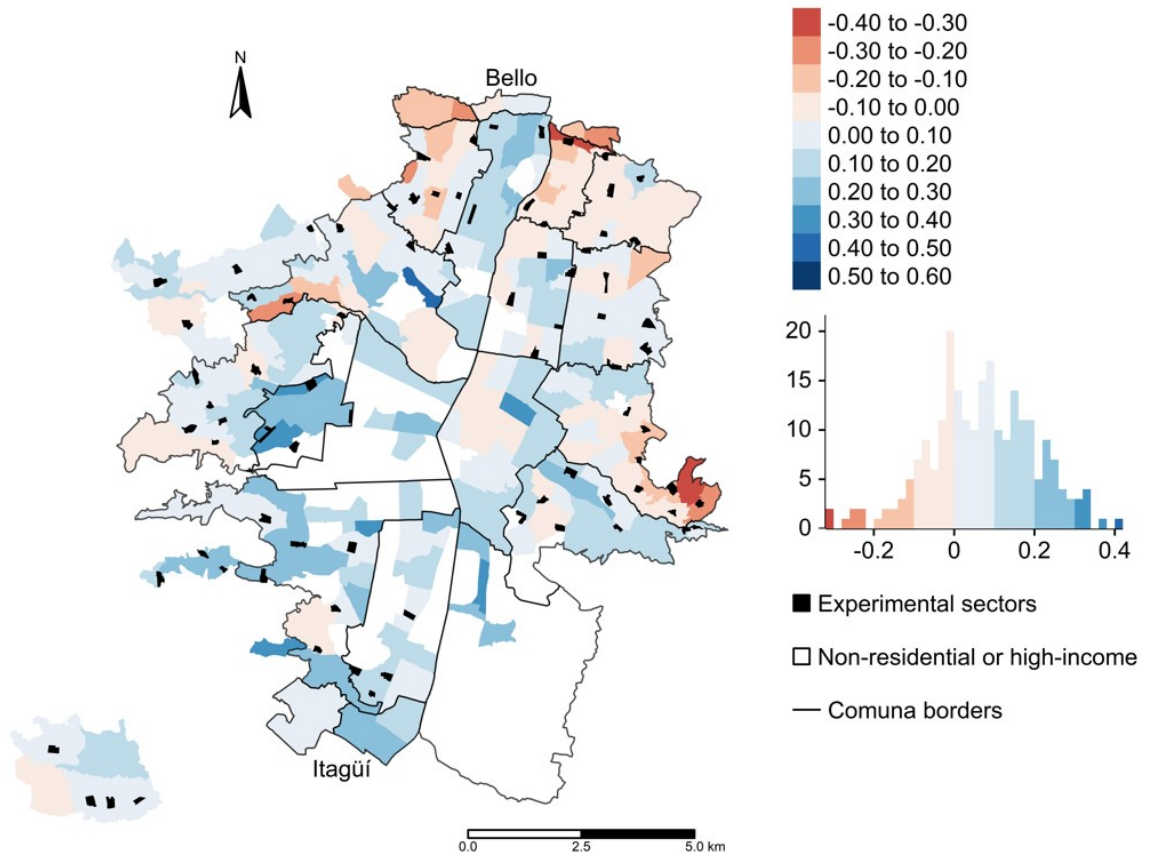 N
Bello
Itagüí
0.0 2.5 5.0 km
-0.40 to -0.30
-0.30 to -0.20
-0.20 to -0.10
-0.10 to 0.00
0.00 to 0.10
0.10 to 0.20
0.20 to 0.30
0.30 to 0.40
0.40 to 0.50
0.50 to 0.60
20
15
10
5
0
-0.2 0 0.2 0.4
Experimental sectors
Non-residential or high-income
Comuna borders